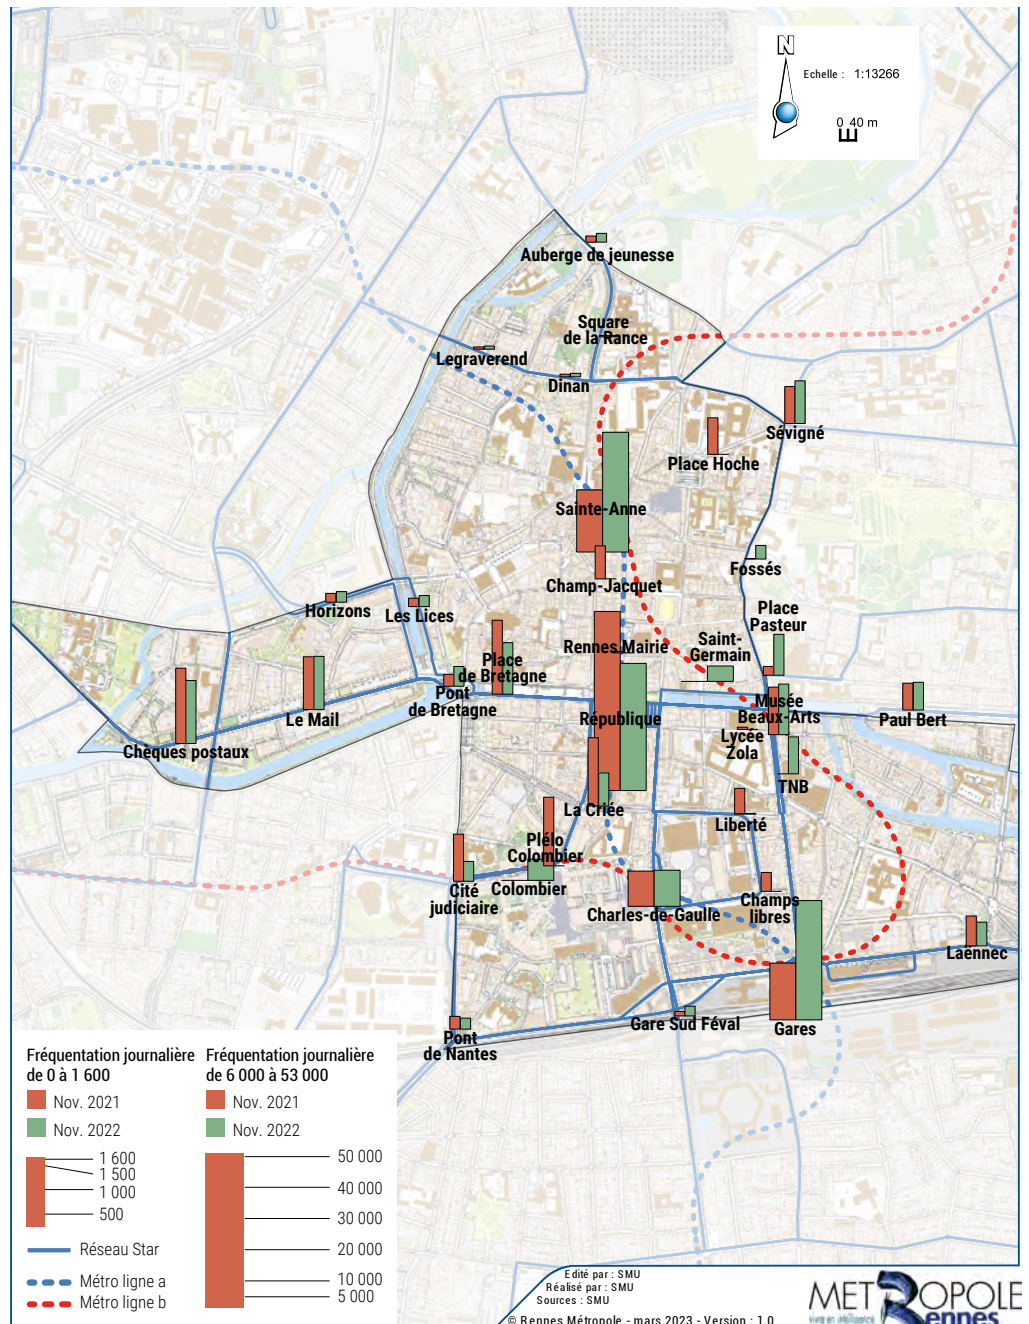 N
Echelle : 1:13266
0 40 m
Auberge de jeunesse
Square
de la Rance
Legraverend
Dinan
Sévigné
Place Hoche
Sainte-Anne
Fossés
Champ-Jacquet
Horizons
Les Lices
Place
Pasteur
Rennes Mairie
Saint-
Germain
Place
de Bretagne
Pont
de Bretagne
Musée
Beaux-Arts
Le Mail
République
Paul Bert
Chèques postaux
Lycée
Zola
TNB
La Criée
Liberté
Plélo
Colombier
Cité
judiciaire
Colombier
Charles-de-Gaulle
Champs
libres
Laënnec
Gare Sud Féval
Gares
Pont
de Nantes
Fréquentation journalière
de 0 à 1 600
Nov. 2021
Nov. 2022
1 600
1 500
1 000
500
Réseau Star
Métro ligne a
Métro ligne b
Fréquentation journalière
de 6 000 à 53 000
Nov. 2021
Nov. 2022
50 000
40 000
30 000
20 000
10 000
5 000
Edité par : SMU
Réalisé par : SMU
Sources : SMU
© Rennes Métropole - mars 2023 - Version : 1.0
METROPOLE
Rennes
vivre en intelligence